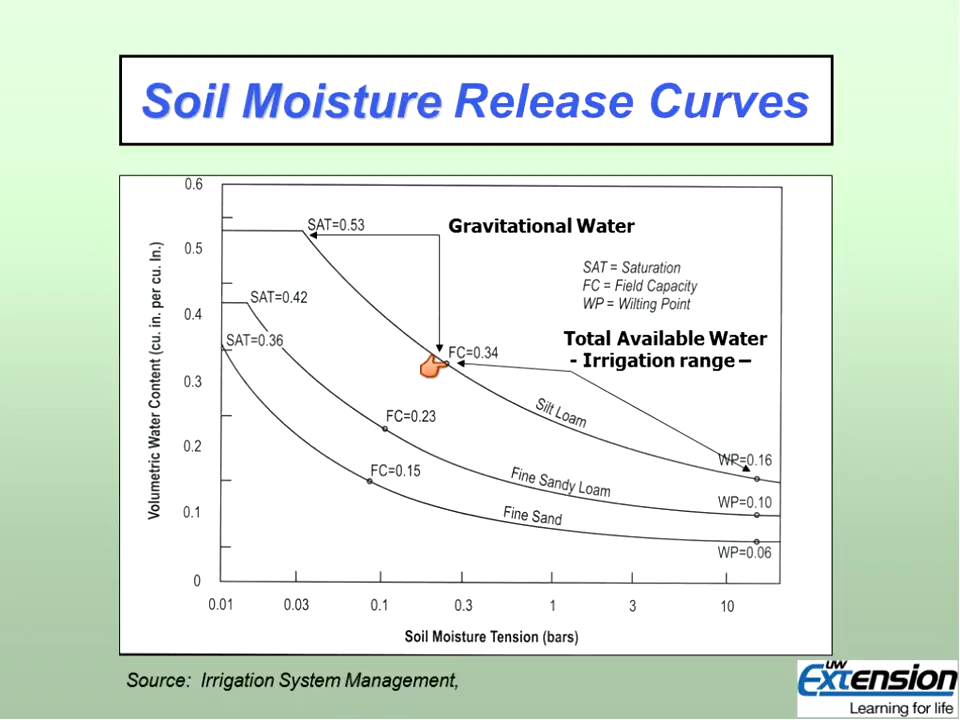 Soil Moisture Release Curves
0.6
SAT=0.53
Gravitational Water
0.5
SAT = Saturation
FC = Field Capacity
WP = Wilting Point
SAT=0.42
0.4
SAT=0.36
Total Available Water
- Irrigation range –
FC=0.34
0.3
Silt Loam
FC=0.23
0.2
WP=0.16
FC=0.15
Fine Sandy Loam
WP=0.10
0.1
Fine Sand
WP=0.06
0
Volumetric Water Content (cu. in. per cu. In.)
0.01 0.03 0.1 0.3 1 3 10
Soil Moisture Tension (bars)
Source: Irrigation System Management,
UW
Extension
Learning for life